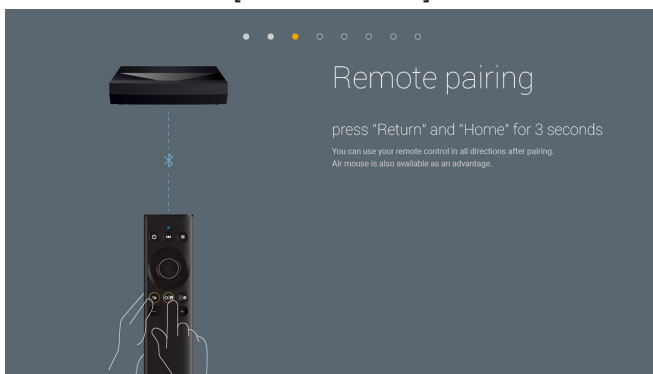 Remote pairing
press "Return" and "Home" for 3 seconds
You can use your remote control in all directions after pairing.
Air mouse is also available as an advantage.